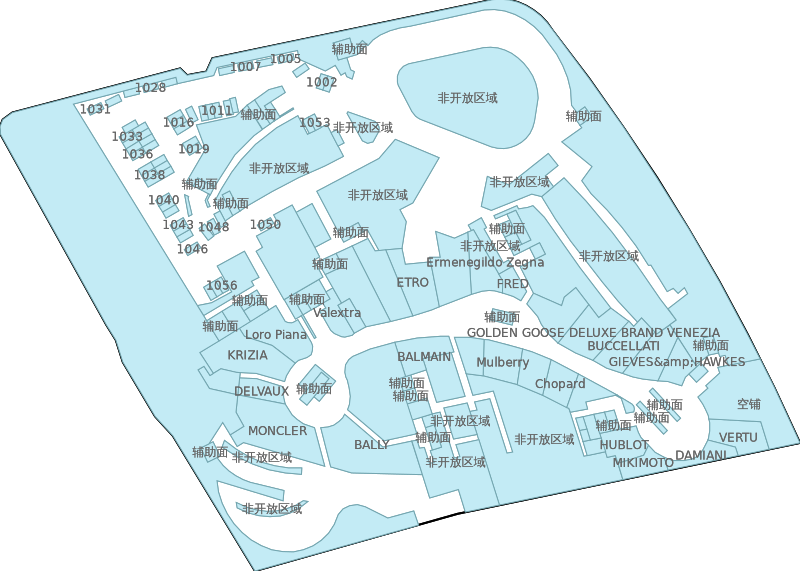 辅助面
1005
1007
1002
1028
非开放区域
1031
1011
辅助面
辅助面
1016
1053
非开放区域
1033
1019
1036
非开放区域
1038
辅助面
非开放区域
1040
辅助面
非开放区域
1043
1048
1050
辅助面
辅助面
1046
非开放区域
非开放区域
辅助面
Ermenegildo Zegna
1056
ETRO
FRED
辅助面
辅助面
Valextra
辅助面
辅助面
Loro Piana
GOLDEN GOOSE DELUXE BRAND VENEZIA
BUCCELLATI
辅助面
KRIZIA
BALMAIN
Mulberry
GIEVES&amp;HAWKES
DELVAUX
辅助面
辅助面
Chopard
辅助面
辅助面
空铺
辅助面
非开放区域
辅助面
MONCLER
辅助面
非开放区域
VERTU
BALLY
HUBLOT
辅助面
非开放区域
非开放区域
MIKIMOTO
DAMIANI
非开放区域